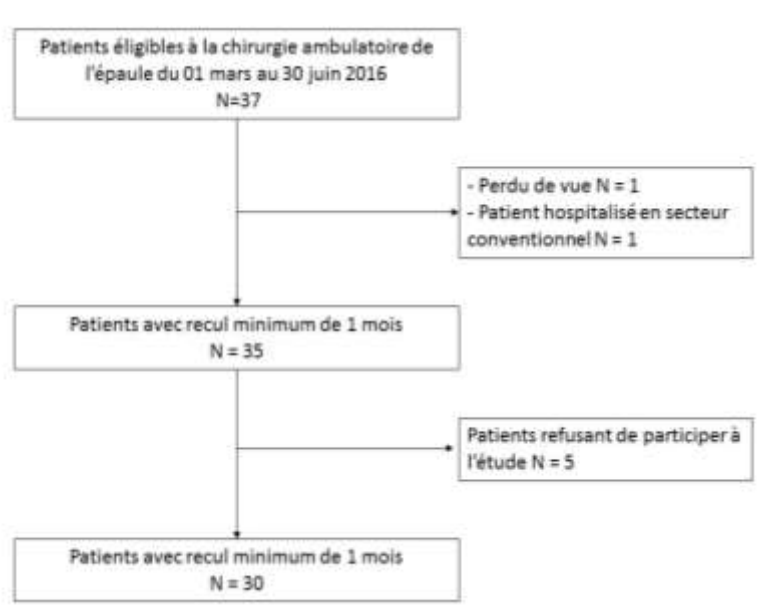 Patients éligibles à la chirurgie ambulatoire de
l'épaule du 01 mars au 30 juin 2016
N=37
- Perdu de vue N = 1
- Patient hospitalisé en secteur
conventionnel N = 1
Patients avec recul minimum de 1 mois
N = 35
Patients refusant de participer à
l'étude N = 5
Patients avec recul minimum de 1 mois
N = 30